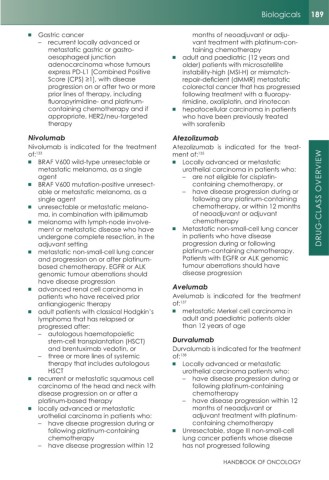 Biologicals 189
■ Gastric cancer
– recurrent locally advanced or
metastatic gastric or gastro-
oesophageal junction
adenocarcinoma whose tumours
express PD-L1 [Combined Positive
Score (CPS) ≥1], with disease
progression on or after two or more
prior lines of therapy, including
fluoropyrimidine- and platinum-
containing chemotherapy and if
appropriate, HER2/neu-targeted
therapy
Nivolumab
Nivolumab is indicated for the treatment
of:
■ BRAF V600 wild-type unresectable or
metastatic melanoma, as a single
agent
■ BRAF V600 mutation-positive unresect-
able or metastatic melanoma, as a
single agent
■ unresectable or metastatic melano-
ma, in combination with ipilimumab
■ melanoma with lymph-node involve-
ment or metastatic disease who have
undergone complete resection, in the
adjuvant setting
■ metastatic non-small-cell lung cancer
and progression on or after platinum-
based chemotherapy. EGFR or ALK
genomic tumour aberrations should
have disease progression
■ advanced renal cell carcinoma in
patients who have received prior
antiangiogenic therapy
■ adult patients with classical Hodgkin’s
lymphoma that has relapsed or
progressed after:
– autologous haematopoietic
stem-cell transplantation (HSCT)
and brentuximab vedotin, or
– three or more lines of systemic
therapy that includes autologous
HSCT
■ recurrent or metastatic squamous cell
carcinoma of the head and neck with
disease progression on or after a
platinum-based therapy
■ locally advanced or metastatic
urothelial carcinoma in patients who:
– have disease progression during or
following platinum-containing
chemotherapy
– have disease progression within 12
months of neoadjuvant or adju-
vant treatment with platinum-con-
taining chemotherapy
■ adult and paediatric (12 years and
older) patients with microsatellite
instability-high (MSI-H) or mismatch-
repair-deficient (dMMR) metastatic
colorectal cancer that has progressed
following treatment with a fluoropy-
rimidine, oxaliplatin, and irinotecan
■ hepatocellular carcinoma in patients
who have been previously treated
with sorafenib
Atezolizumab
Atezolizumab is indicated for the treat-
ment of:
■ Locally advanced or metastatic
urothelial carcinoma in patients who:
– are not eligible for cisplatin-
containing chemotherapy, or
– have disease progression during or
following any platinum-containing
chemotherapy, or within 12 months
of neoadjuvant or adjuvant
chemotherapy
■ Metastatic non-small-cell lung cancer
in patients who have disease
progression during or following
platinum-containing chemotherapy.
Patients with EGFR or ALK genomic
tumour aberrations should have
disease progression
Avelumab
Avelumab is indicated for the treatment
of:
■ metastatic Merkel cell carcinoma in
adult and paediatric patients older
than 12 years of age
Durvalumab
Durvalumab is indicated for the treatment
of:
■ Locally advanced or metastatic
urothelial carcinoma patients who:
– have disease progression during or
following platinum-containing
chemotherapy
– have disease progression within 12
months of neoadjuvant or
adjuvant treatment with platinum-
containing chemotherapy
■ Unresectable, stage III non-small-cell
lung cancer patients whose disease
has not progressed following
DRUG-CLASS OVERVIEW
HANDBOOK OF ONCOLOGY